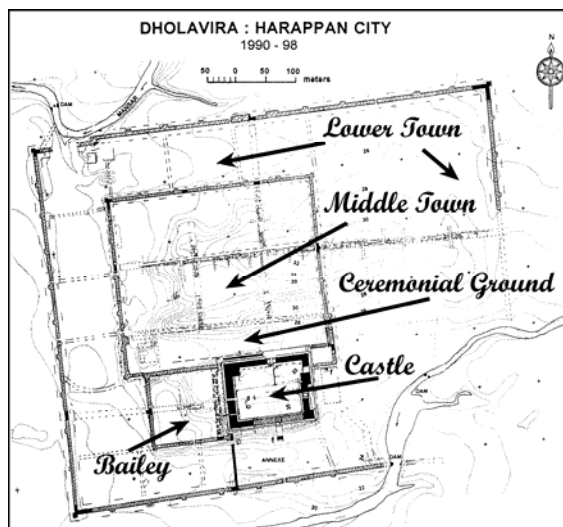 DHOLAVIRA : HARAPPAN CITY
1990 - 98
N
50 0 50 100
meters
DAM
MANSAR
Lower Town
Middle Town
Ceremonial Ground
Castle
Bailey
ANNEXE
DAM